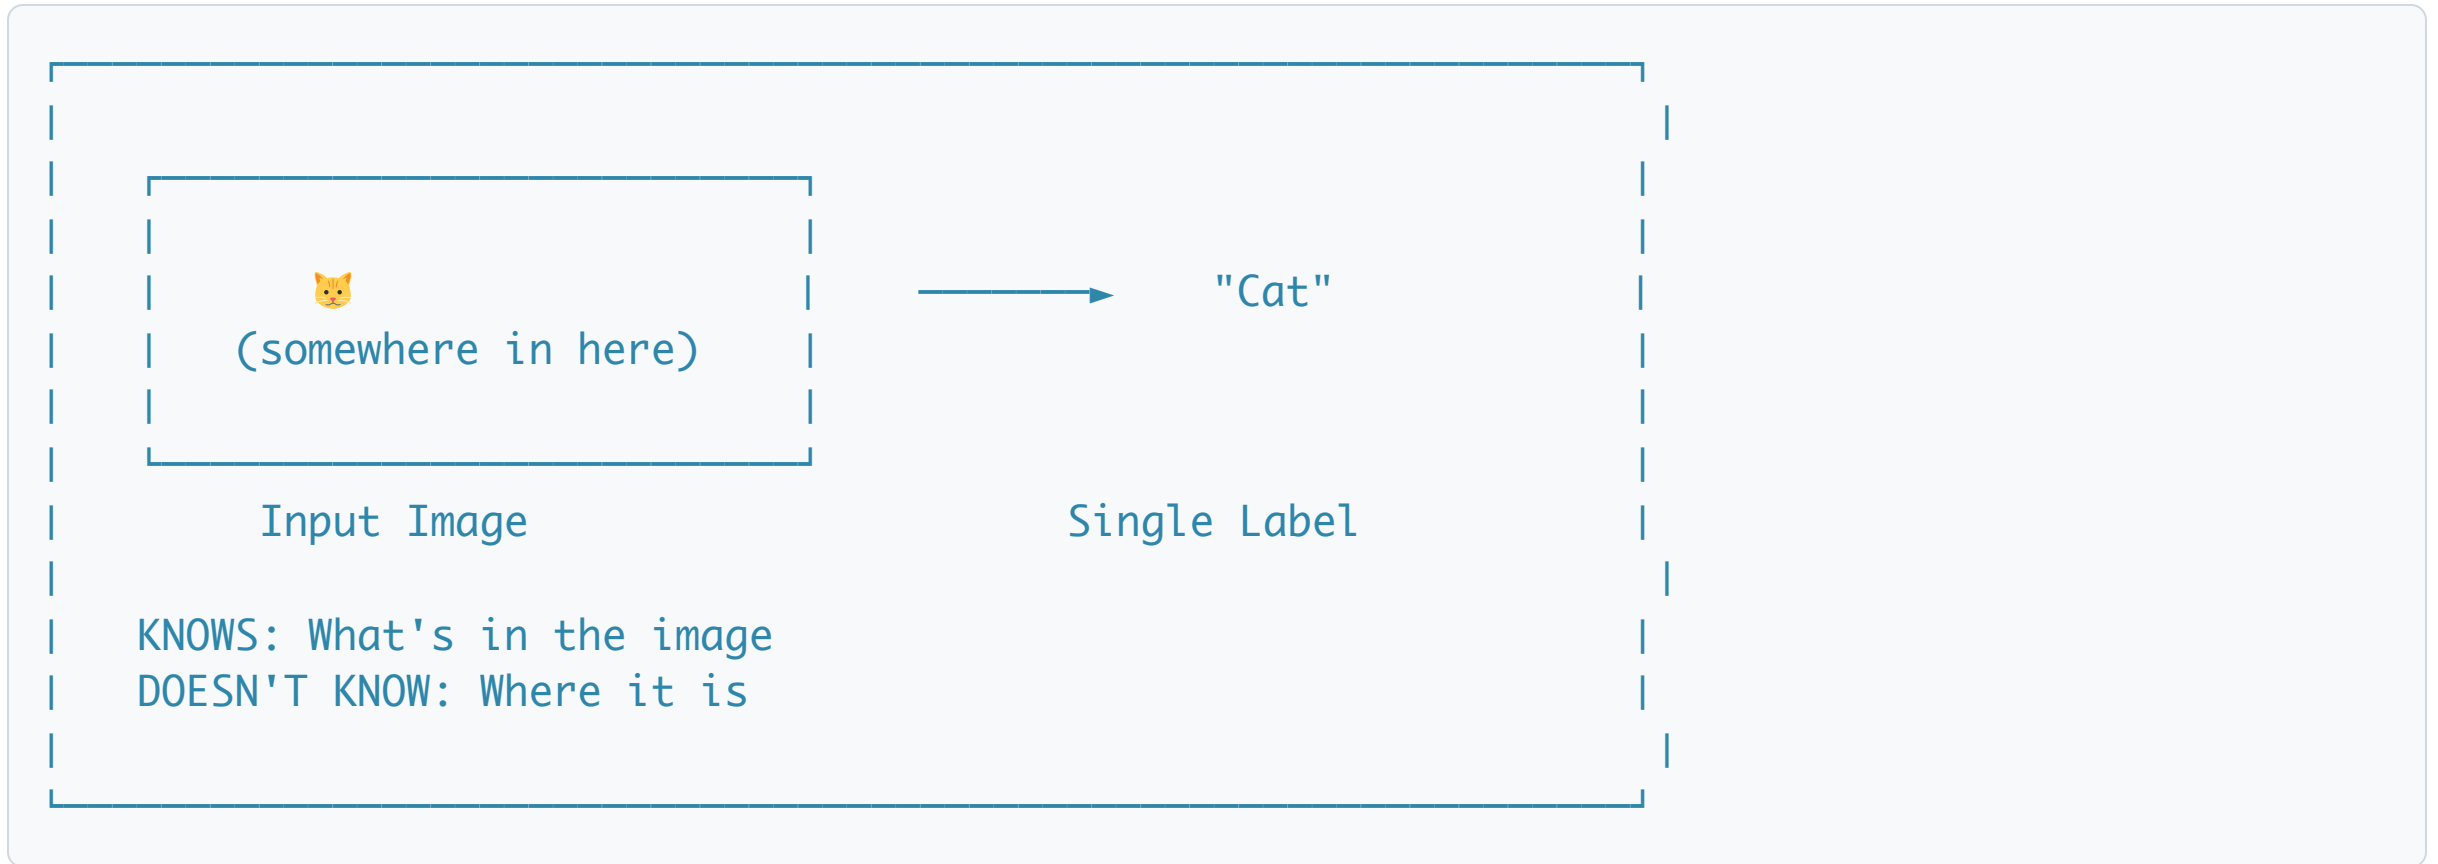 "Cat"
(somewhere in here)
Input Image Single Label
KNOWS: What's in the image
DOESN'T KNOW: Where it is